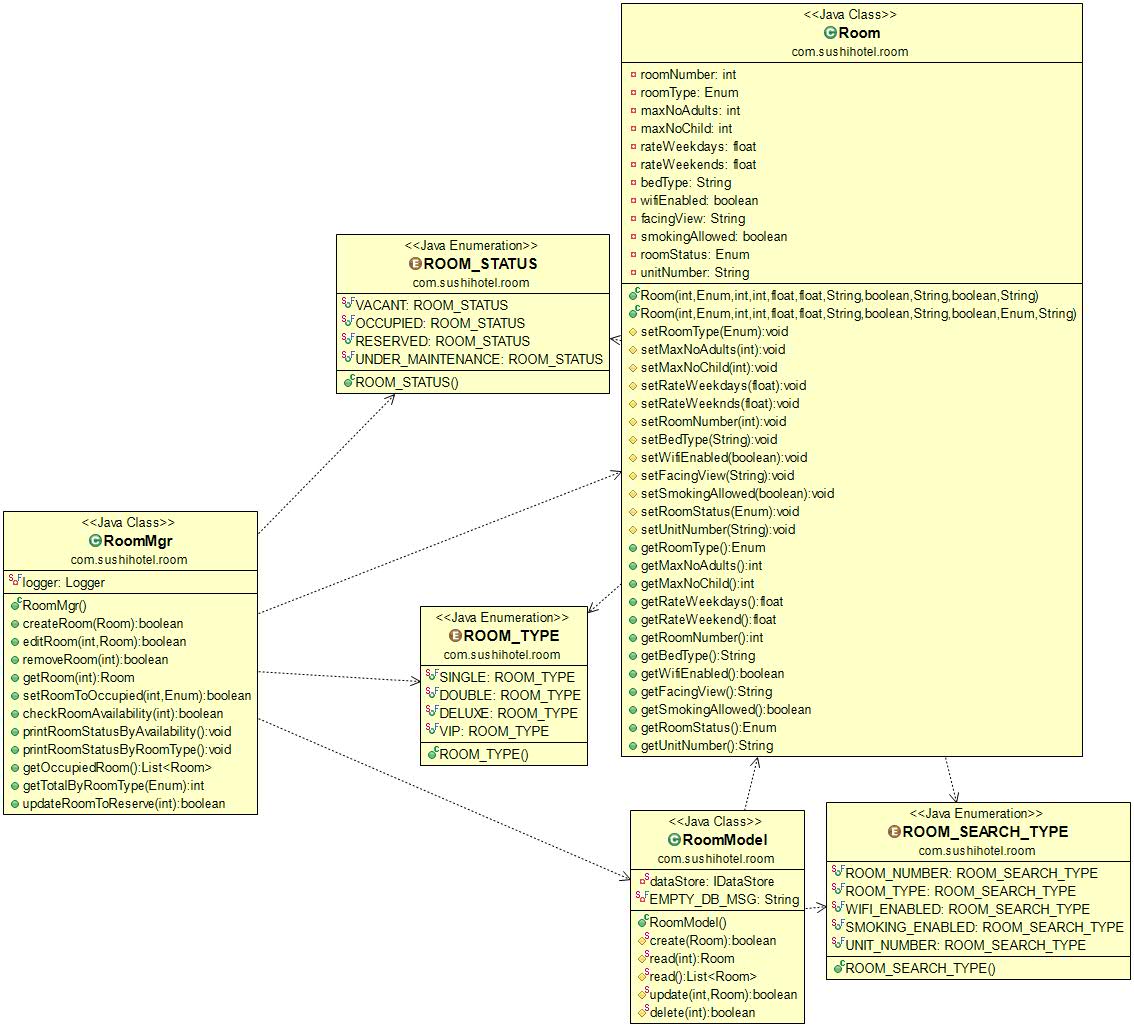 <<Java Class>>
Room
com.sushihotel.room
roomNumber: int
roomType: Enum
maxNoAdults: int
maxNoChild: int
rateWeekdays: float
rateWeekends: float
bedType: String
wifiEnabled: boolean
facingView: String
smokingAllowed: boolean
roomStatus: Enum
unitNumber: String
Room(int,Enum,int,int,float,float,String,boolean,String,boolean,String)
Room(int,Enum,int,int,float,float,String,boolean,String,boolean,Enum,String)
setRoomType(Enum):void
setMaxNoAdults(int):void
setMaxNoChild(int):void
setRateWeekdays(float):void
setRateWeeknds(float):void
setRoomNumber(int):void
setBedType(String):void
setWifiEnabled(boolean):void
setFacingView(String):void
setSmokingAllowed(boolean):void
setRoomStatus(Enum):void
setUnitNumber(String):void
getRoomType():Enum
getMaxNoAdults():int
getMaxNoChild():int
getRateWeekdays():float
getRateWeekend():float
getRoomNumber():int
getBedType():String
getWifiEnabled():boolean
getFacingView():String
getSmokingAllowed():boolean
getRoomStatus():Enum
getUnitNumber():String
<<Java Enumeration>>
ROOM_STATUS
com.sushihotel.room
VACANT: ROOM_STATUS
OCCUPIED: ROOM_STATUS
RESERVED: ROOM_STATUS
UNDER_MAINTENANCE: ROOM_STATUS
ROOM_STATUS()
<<Java Class>>
RoomMgr
com.sushihotel.room
logger: Logger
RoomMgr()
createRoom(Room):boolean
editRoom(int,Room):boolean
removeRoom(int):boolean
getRoom(int):Room
setRoomToOccupied(int,Enum):boolean
checkRoomAvailability(int):boolean
printRoomStatusByAvailability():void
printRoomStatusByRoomType():void
getOccupiedRoom():List<Room>
getTotalByRoomType(Enum):int
updateRoomToReserve(int):boolean
<<Java Enumeration>>
ROOM_TYPE
com.sushihotel.room
SINGLE: ROOM_TYPE
DOUBLE: ROOM_TYPE
DELUXE: ROOM_TYPE
VIP: ROOM_TYPE
ROOM_TYPE()
<<Java Class>>
RoomModel
com.sushihotel.room
dataStore: IDataStore
EMPTY_DB_MSG: String
RoomModel()
create(Room):boolean
read(int):Room
read():List<Room>
update(int,Room):boolean
delete(int):boolean
<<Java Enumeration>>
ROOM_SEARCH_TYPE
com.sushihotel.room
ROOM_NUMBER: ROOM_SEARCH_TYPE
ROOM_TYPE: ROOM_SEARCH_TYPE
WIFI_ENABLED: ROOM_SEARCH_TYPE
SMOKING_ENABLED: ROOM_SEARCH_TYPE
UNIT_NUMBER: ROOM_SEARCH_TYPE
ROOM_SEARCH_TYPE()